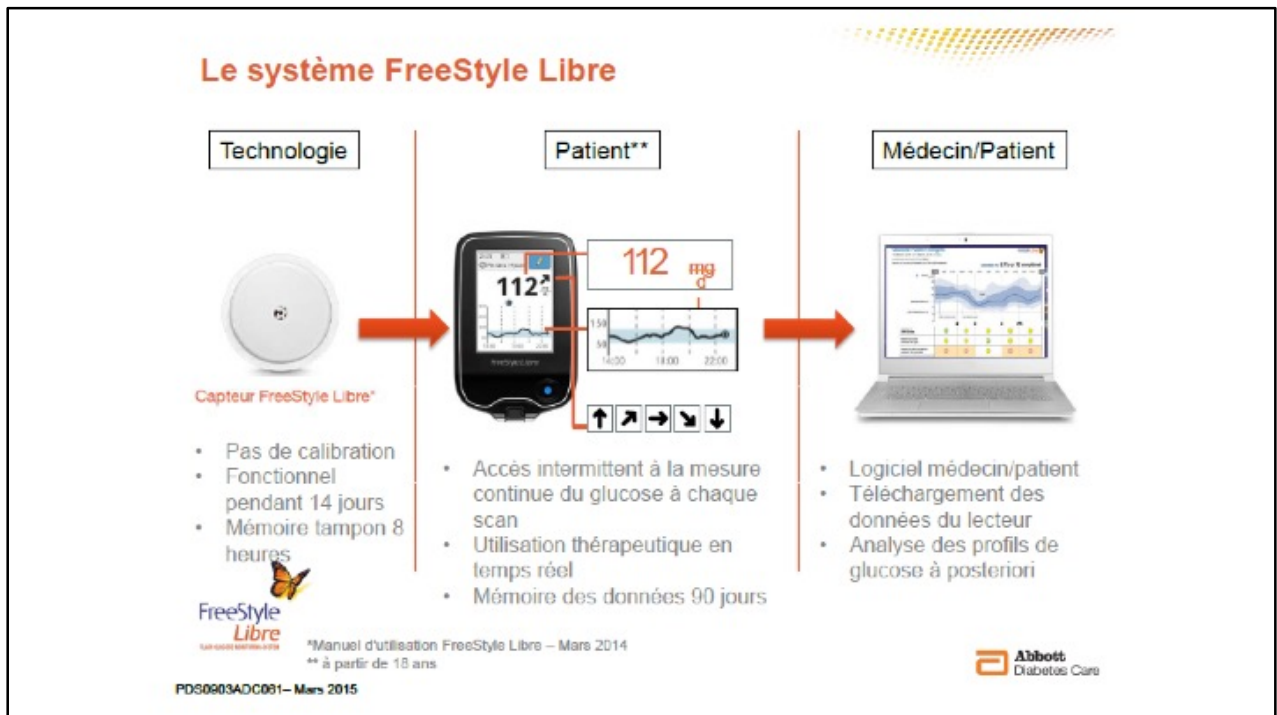 Le système FreeStyle Libre
Technologie
Capteur FreeStyle Libre*
• Pas de calibration
• Fonctionnel
pendant 14 jours
• Mémoire tampon 8
heures
Patient**
112
112 mg
d
150
50
14:00 18:00 22:00
FreeStyle Libre
• Accès intermittent à la mesure
continue du glucose à chaque
scan
• Utilisation thérapeutique en
temps réel
• Mémoire des données 90 jours
Médecin/Patient
• Logiciel médecin/patient
• Téléchargement des
données du lecteur
• Analyse des profils de
glucose à posteriori
FreeStyle
Libre
*Manuel d'utilisation FreeStyle Libre – Mars 2014
** à partir de 18 ans
Abbott
Diabetes Care
PDS0903ADC061– Mars 2015